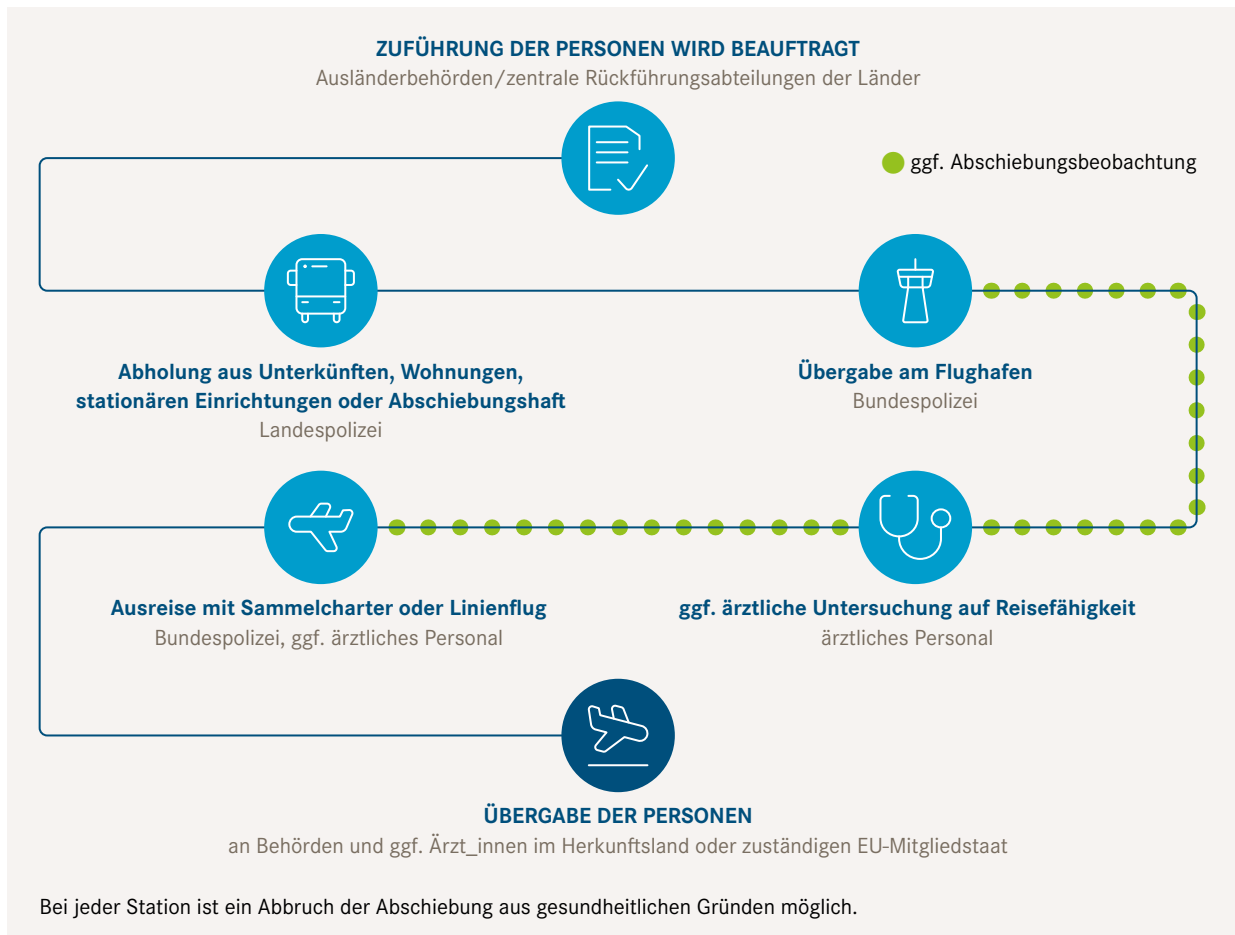 ZUFÜHRUNG DER PERSONEN WIRD BEAUFTRAGT
Ausländerbehörden/zentrale Rückführungsabteilungen der Länder
ggf. Abschiebungsbeobachtung
Abholung aus Unterkünften, Wohnungen,
stationären Einrichtungen oder Abschiebungshaft
Landespolizei
Übergabe am Flughafen
Bundespolizei
Ausreise mit Sammelcharter oder Linienflug
Bundespolizei, ggf. ärztliches Personal
ggf. ärztliche Untersuchung auf Reisefähigkeit
ärztliches Personal
ÜBERGABE DER PERSONEN
an Behörden und ggf. Ärzt_innen im Herkunftsland oder zuständigen EU-Mitgliedstaat
Bei jeder Station ist ein Abbruch der Abschiebung aus gesundheitlichen Gründen möglich.